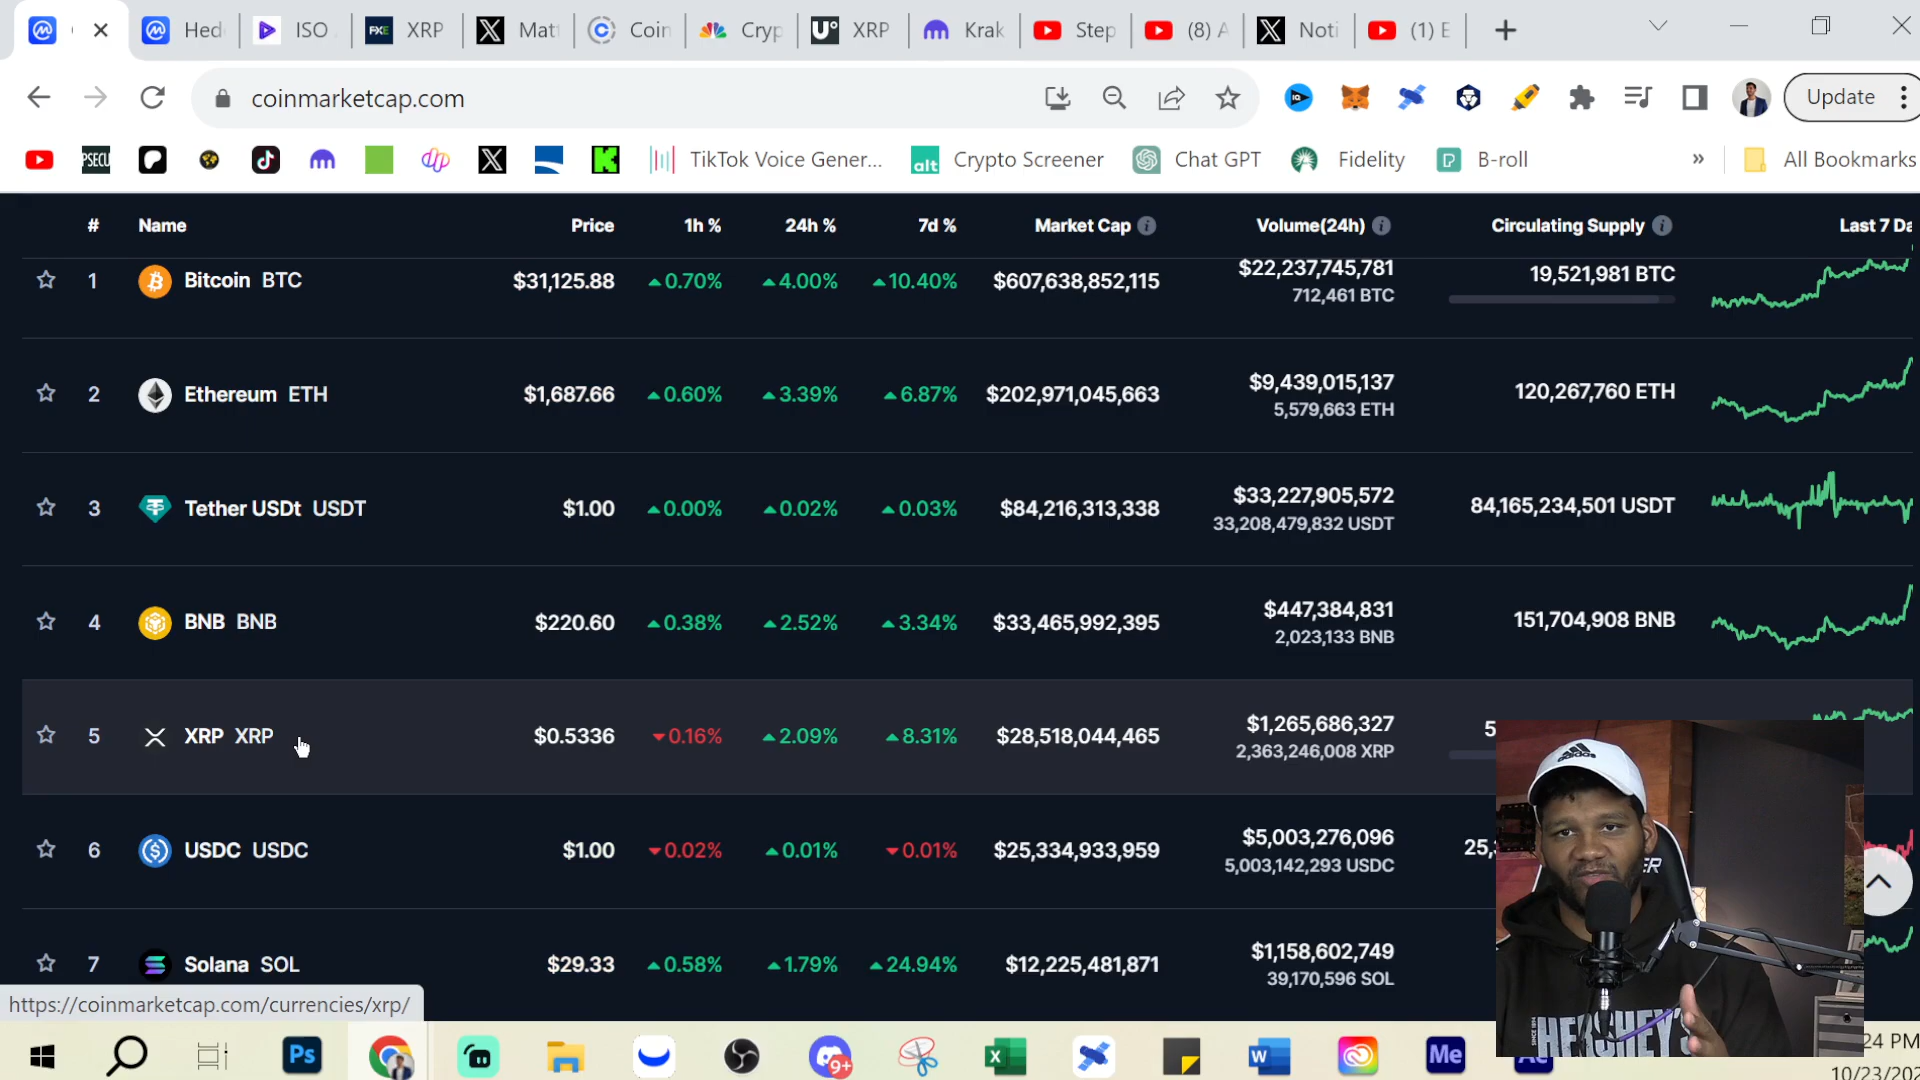 Hed ISO XRP Mat Coin Cryp XRP Krak Step (8) A Noti (1) E
coinmarketcap.com Update
TikTok Voice Gener... Crypto Screener Chat GPT Fidelity B-roll » All Bookmarks
# Name Price 1h % 24h % 7d % Market Cap Volume(24h) Circulating Supply Last 7 Da
1 Bitcoin BTC $31,125.88 0.70% 4.00% 10.40% $607,638,852,115 $22,237,745,781 19,521,981 BTC
712,461 BTC
2 Ethereum ETH $1,687.66 0.60% 3.39% 6.87% $202,971,045,663 $9,439,015,137 120,267,760 ETH
5,579,663 ETH
3 Tether USDt USDT $1.00 0.00% 0.02% 0.03% $84,216,313,338 $33,227,905,572 84,165,234,501 USDT
33,208,479,832 USDT
4 BNB BNB $220.60 0.38% 2.52% 3.34% $33,465,992,395 $447,384,831 151,704,908 BNB
2,023,133 BNB
5 XRP XRP $0.5336 0.16% 2.09% 8.31% $28,518,044,465 $1,265,686,327 5
2,363,246,008 XRP
6 USDC USDC $1.00 0.02% 0.01% 0.01% $25,334,933,959 $5,003,276,096 25,
5,003,142,293 USDC
7 Solana SOL $29.33 0.58% 1.79% 24.94% $12,225,481,871 $1,158,602,749
39,170,596 SOL
https://coinmarketcap.com/currencies/xrp/
adidas
HERSHEY'S
Ps 9+ Me
24 PM
10/23/202